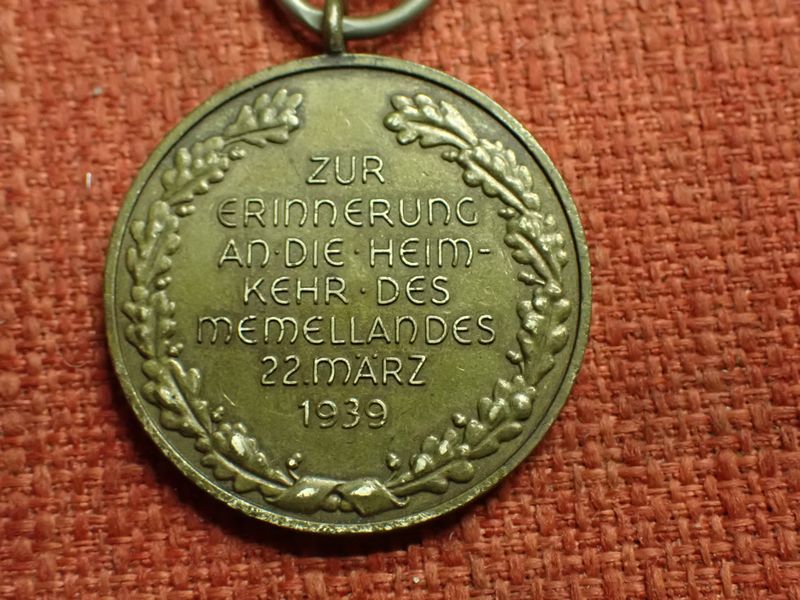 ZUR
ERINNERUNG
AN·DIE·HEIM-
KEHR·DES
MEMELLANDES
22.MÄRZ
1939